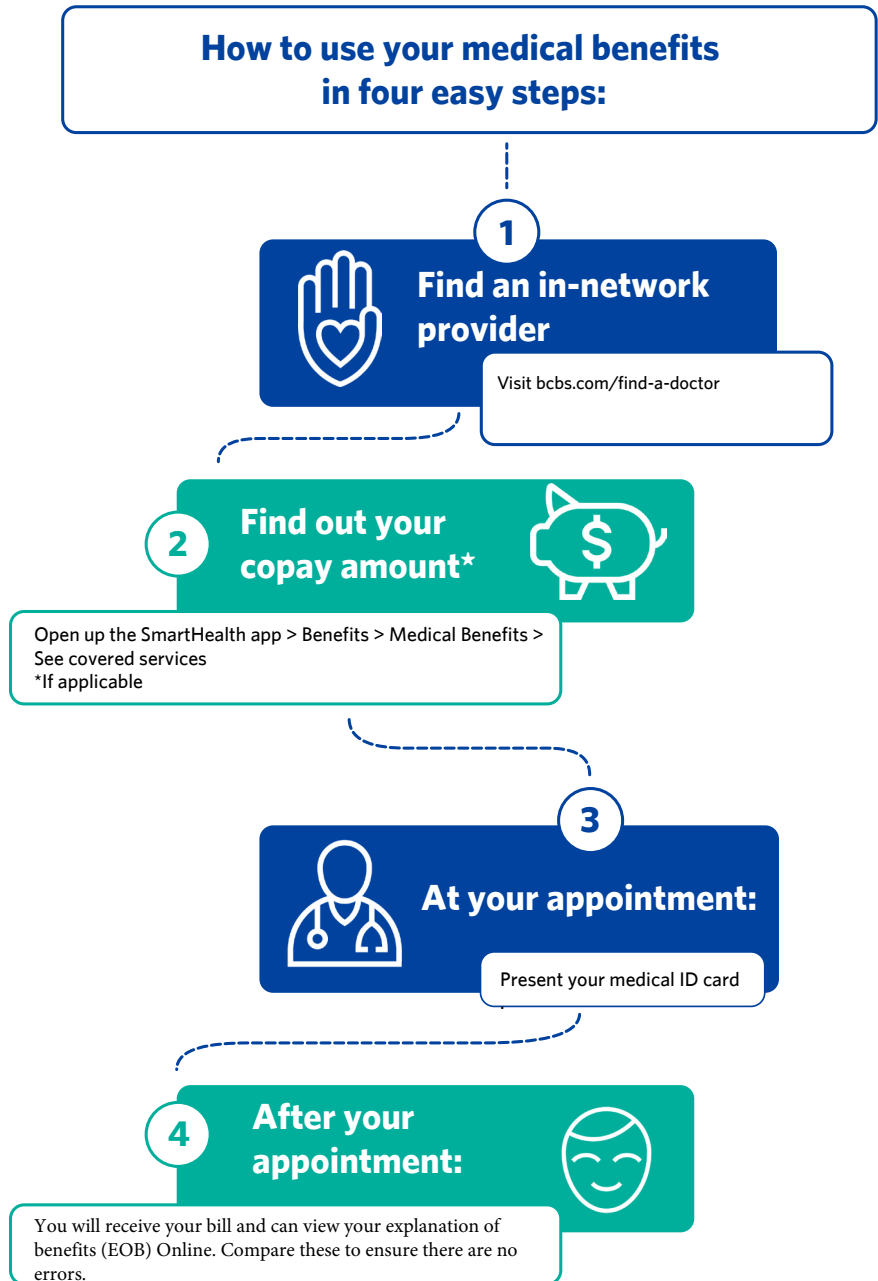 How to use your medical benefits
in four easy steps:
1
Find an in-network
provider
Visit bcbs.com/find-a-doctor
2
Find out your
copay amount*
$
Open up the SmartHealth app > Benefits > Medical Benefits >
See covered services
*If applicable
3
At your appointment:
Present your medical ID card
4
After your
appointment:
You will receive your bill and can view your explanation of
benefits (EOB) Online. Compare these to ensure there are no
errors.